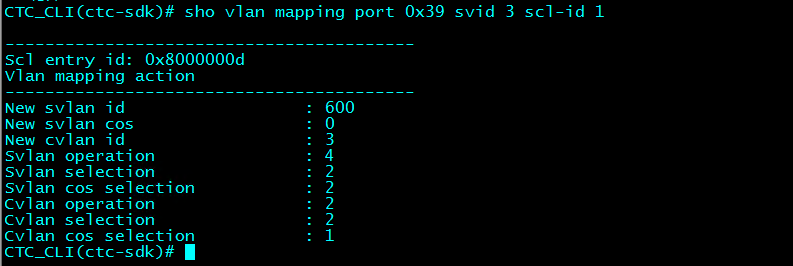 CTC_CLI(ctc-sdk)# sho vlan mapping port 0x39 svid 3 scl-id 1
-----------------------------------------
Scl entry id: 0x8000000d
Vlan mapping action
-----------------------------------------
New svlan id : 600
New svlan cos : 0
New cvlan id : 3
Svlan operation : 4
Svlan selection : 2
Svlan cos selection : 2
Cvlan operation : 2
Cvlan selection : 2
Cvlan cos selection : 1
CTC_CLI(ctc-sdk)#